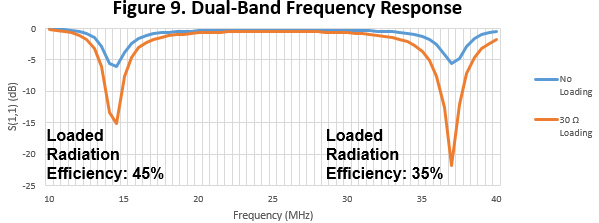 Figure 9. Dual-Band Frequency Response
0
-5
-10
-15
-20
-25
S(1,1) (dB)
Loaded
Radiation
Efficiency: 45%
Loaded
Radiation
Efficiency: 35%
10
15
20
25
30
35
40
Frequency (MHz)
No
Loading
30 Ω
Loading